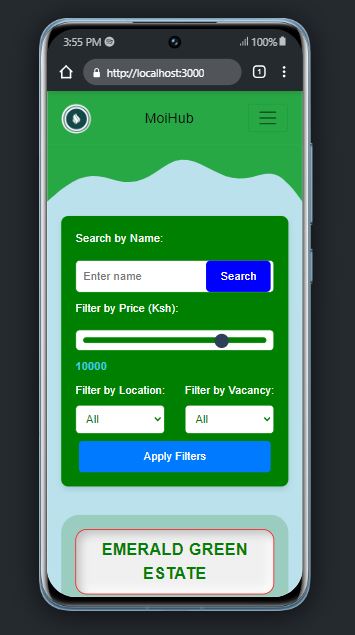 3:55 PM
100%
http://localhost:3000
1
MoiHub
Search by Name:
Enter name
Search
Filter by Price (Ksh):
10000
Filter by Location:
Filter by Vacancy:
All
All
Apply Filters
EMERALD GREEN
ESTATE